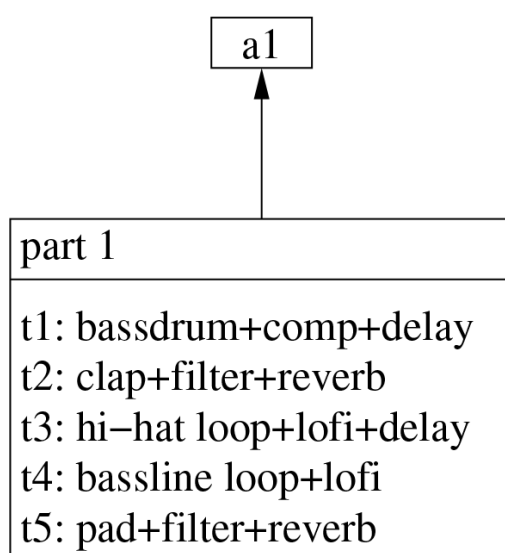 a1
part 1
t1: bassdrum+comp+delay
t2: clap+filter+reverb
t3: hi−hat loop+lofi+delay
t4: bassline loop+lofi
t5: pad+filter+reverb